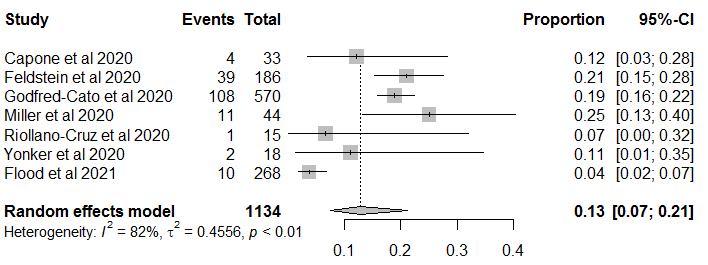 Study Events Total Proportion 95%-CI
Capone et al 2020 4 33 0.12 [0.03; 0.28]
Feldstein et al 2020 39 186 0.21 [0.15; 0.28]
Godfred-Cato et al 2020 108 570 0.19 [0.16; 0.22]
Miller et al 2020 11 44 0.25 [0.13; 0.40]
Riollano-Cruz et al 2020 1 15 0.07 [0.00; 0.32]
Yonker et al 2020 2 18 0.11 [0.01; 0.35]
Flood et al 2021 10 268 0.04 [0.02; 0.07]
Random effects model 1134 0.13 [0.07; 0.21]
Heterogeneity: I² = 82%, τ² = 0.4556, p < 0.01
0.1 0.2 0.3 0.4